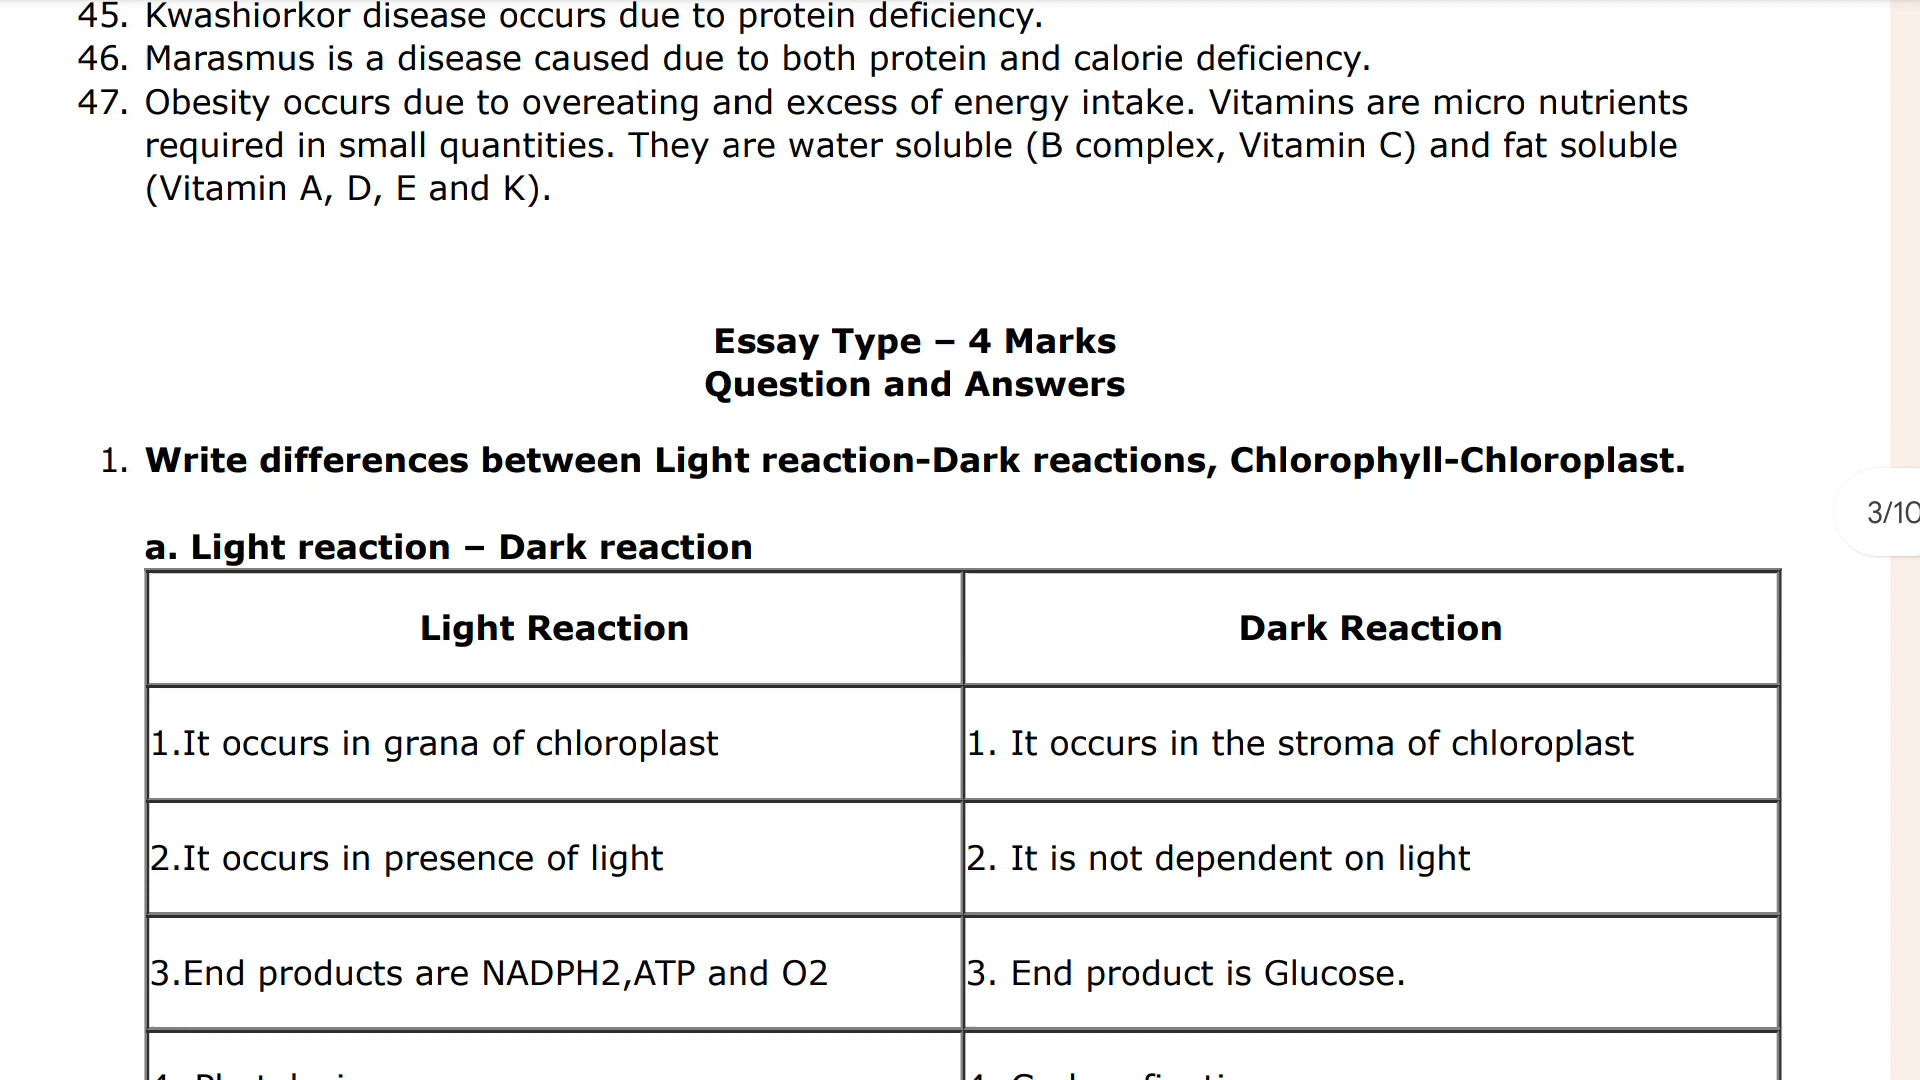 45. Kwashiorkor disease occurs due to protein deficiency.
46. Marasmus is a disease caused due to both protein and calorie deficiency.
47. Obesity occurs due to overeating and excess of energy intake. Vitamins are micro nutrients
required in small quantities. They are water soluble (B complex, Vitamin C) and fat soluble
(Vitamin A, D, E and K).
Essay Type – 4 Marks
Question and Answers
1. Write differences between Light reaction-Dark reactions, Chlorophyll-Chloroplast.
3/10
a. Light reaction – Dark reaction
Light Reaction Dark Reaction
1.It occurs in grana of chloroplast 1. It occurs in the stroma of chloroplast
2.It occurs in presence of light 2. It is not dependent on light
3.End products are NADPH2,ATP and O2 3. End product is Glucose.